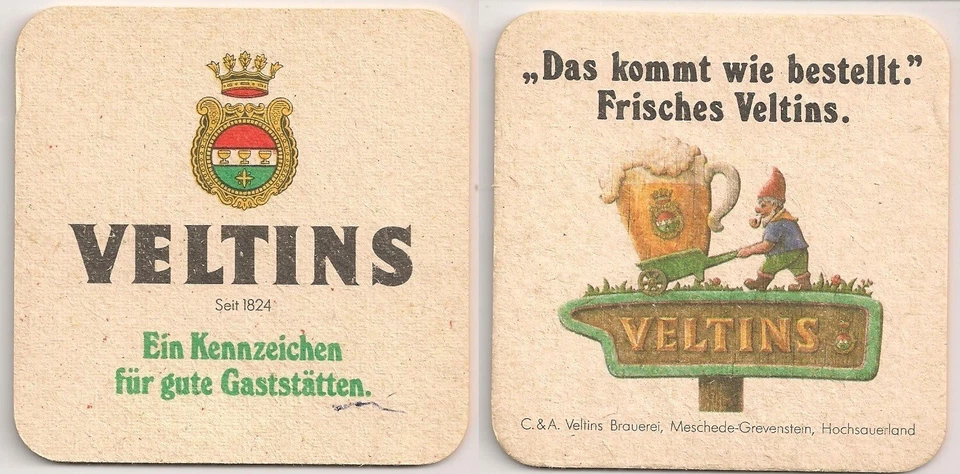 VELTINS
Seit 1824
Ein Kennzeichen
für gute Gaststätten.
„Das kommt wie bestellt.”
Frisches Veltins.
VELTINS
C.&A. Veltins Brauerei, Meschede-Grevenstein, Hochsauerland